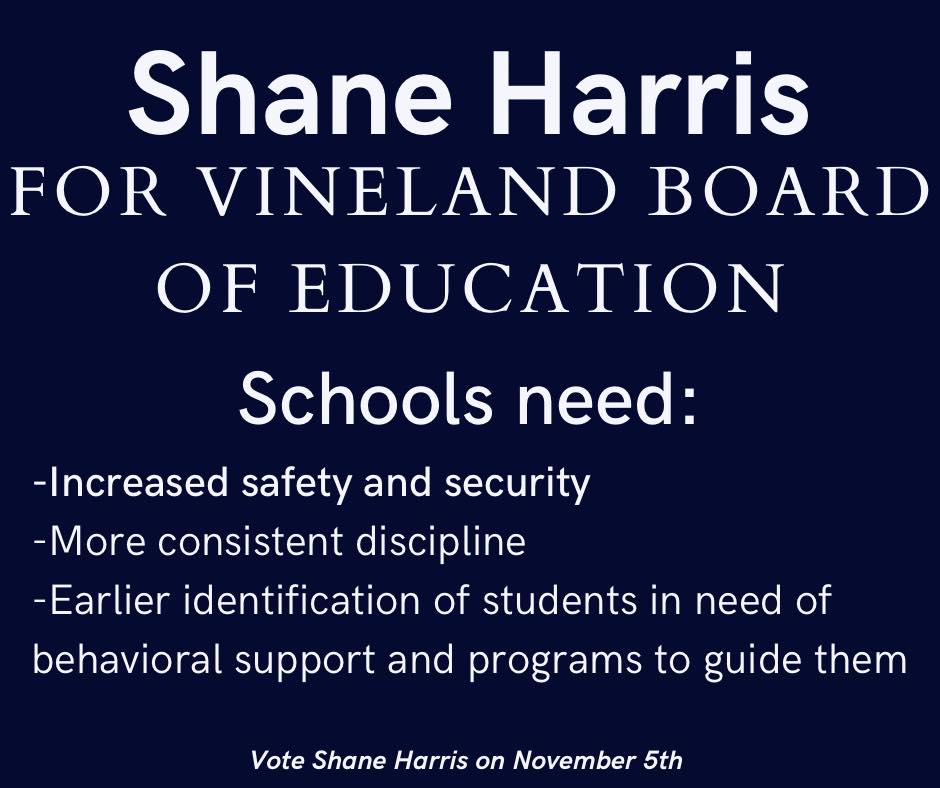 Shane Harris
FOR VINELAND BOARD
OF EDUCATION
Schools need:
-Increased safety and security
-More consistent discipline
-Earlier identification of students in need of
behavioral support and programs to guide them
Vote Shane Harris on November 5th